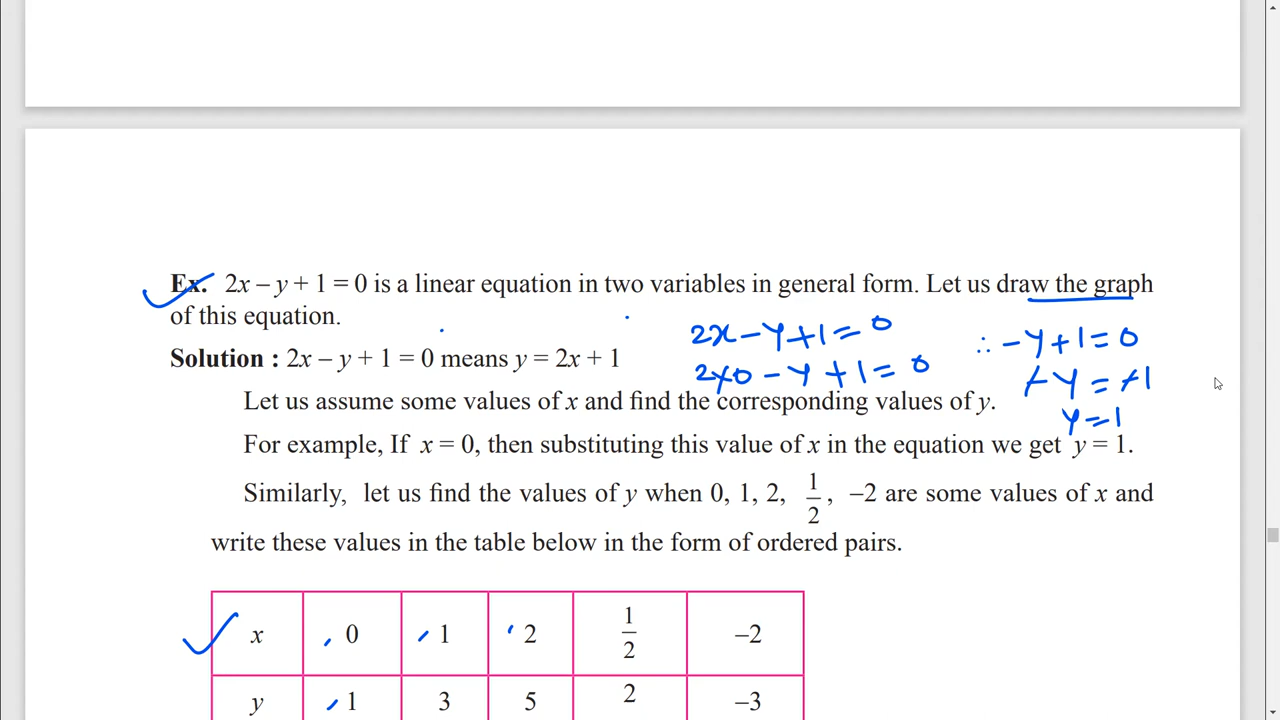 Ex. 2x – y + 1 = 0 is a linear equation in two variables in general form. Let us draw the graph
of this equation.
2x – y + 1 = 0
∴ – y + 1 = 0
Solution : 2x – y + 1 = 0 means y = 2x + 1
2×0 – y + 1 = 0
– y = –1
Let us assume some values of x and find the corresponding values of y.
y = 1
For example, If x = 0, then substituting this value of x in the equation we get y = 1.
Similarly, let us find the values of y when 0, 1, 2, 1/2, –2 are some values of x and
write these values in the table below in the form of ordered pairs.
x 0 1 2 1/2 –2
y 1 3 5 2 –3